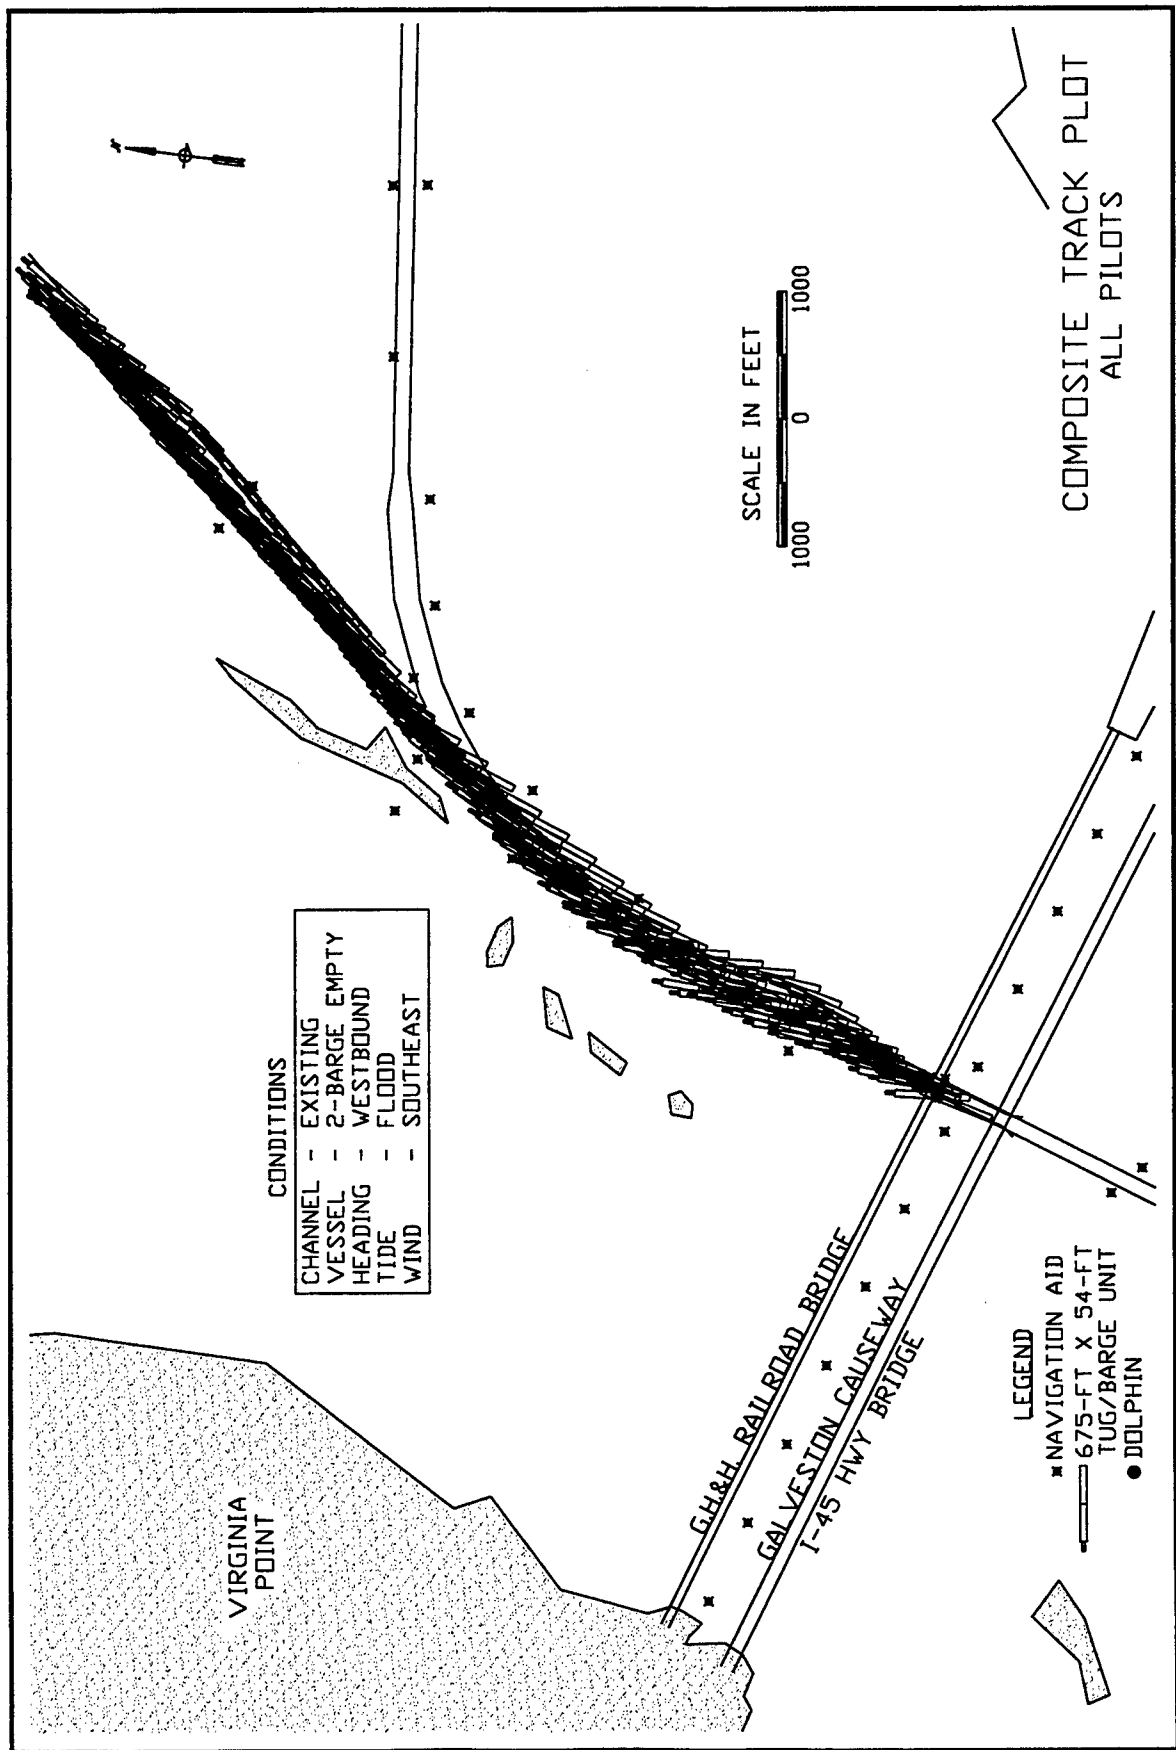 N
VIRGINIA
POINT
CONDITIONS
CHANNEL - EXISTING
VESSEL - 2-BARGE EMPTY
HEADING - WESTBOUND
TIDE - FLOOD
WIND - SOUTHEAST
G.H.&H. RAILROAD BRIDGE
GALVESTON CAUSEWAY
I-45 HWY BRIDGE
SCALE IN FEET
1000 0 1000
LEGEND
NAVIGATION AID
675-FT X 54-FT
TUG/BARGE UNIT
DOLPHIN
COMPOSITE TRACK PLOT
ALL PILOTS